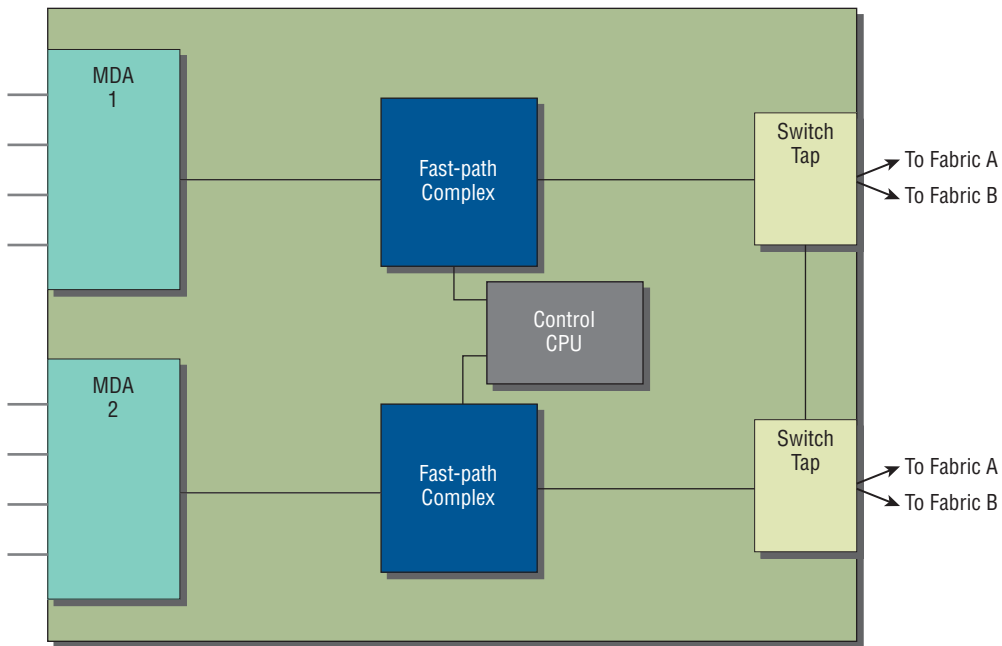 MDA
1
Fast-path
Complex
Switch
Tap
To Fabric A
To Fabric B
Control
CPU
MDA
2
Fast-path
Complex
Switch
Tap
To Fabric A
To Fabric B